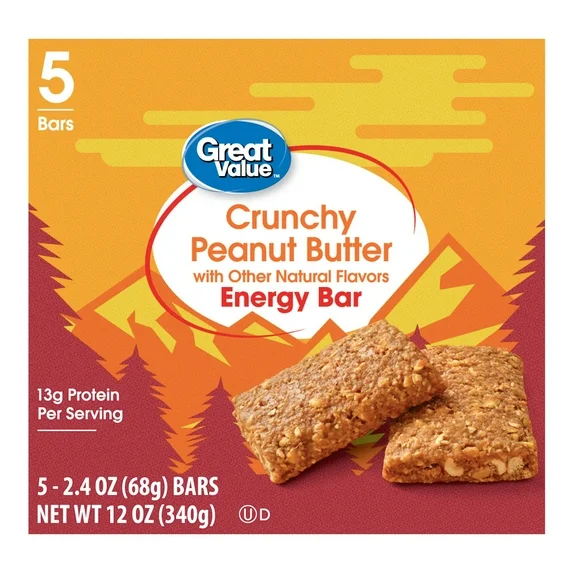 5
Bars
Great
Value™
Crunchy
Peanut Butter
with Other Natural Flavors
Energy Bar
13g Protein
Per Serving
5 - 2.4 OZ (68g) BARS
NET WT 12 OZ (340g)
Ⓤ D